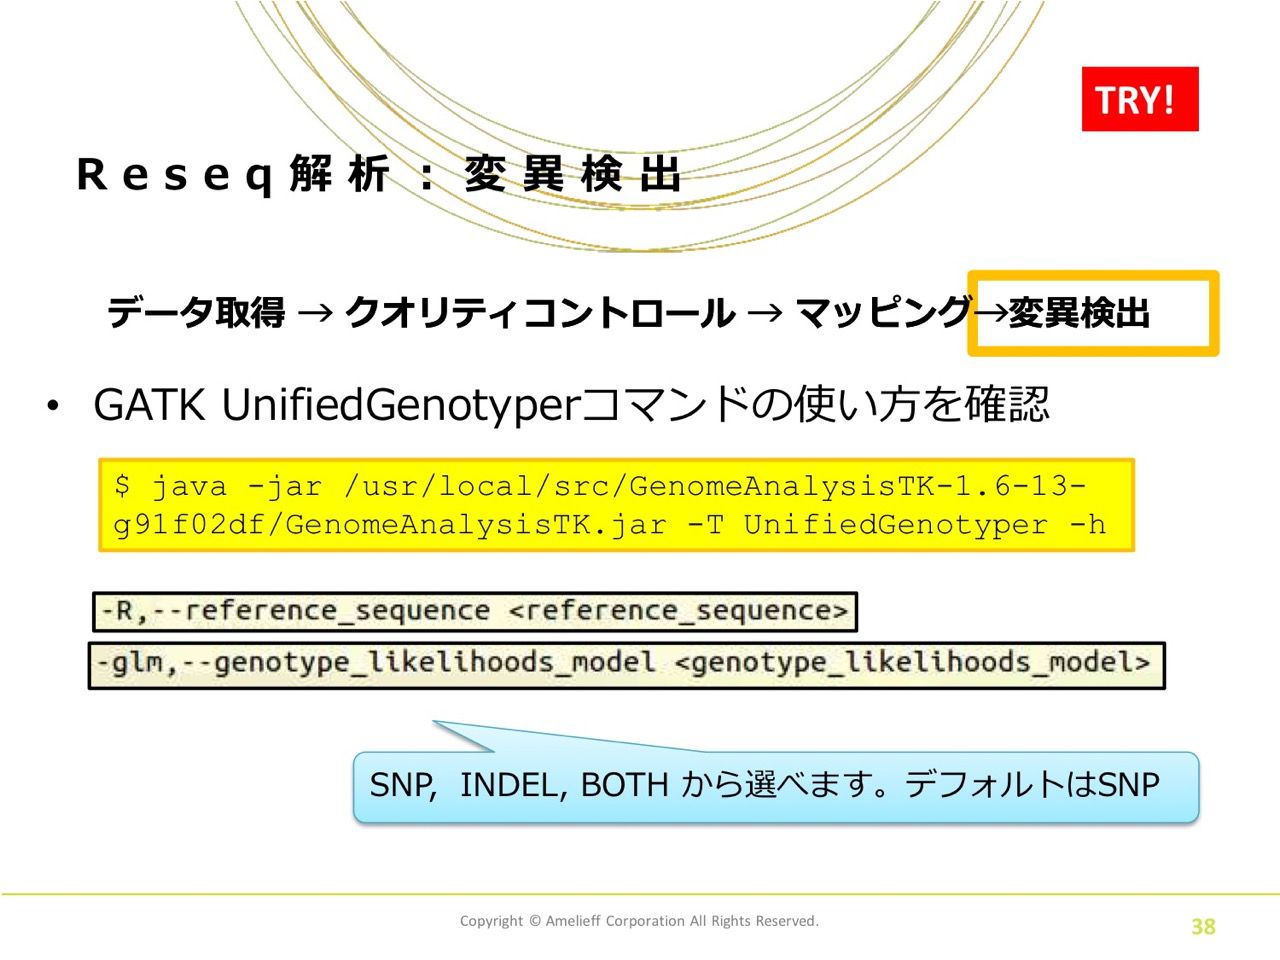 TRY!
Reseq解析：変異検出
データ取得 → クオリティコントロール → マッピング→変異検出
• GATK UnifiedGenotyperコマンドの使い方を確認
$ java -jar /usr/local/src/GenomeAnalysisTK-1.6-13-
g91f02df/GenomeAnalysisTK.jar -T UnifiedGenotyper -h
-R,--reference_sequence <reference_sequence>
-glm,--genotype_likelihoods_model <genotype_likelihoods_model>
SNP, INDEL, BOTH から選べます。デフォルトはSNP
Copyright © Amelieff Corporation All Rights Reserved.
38